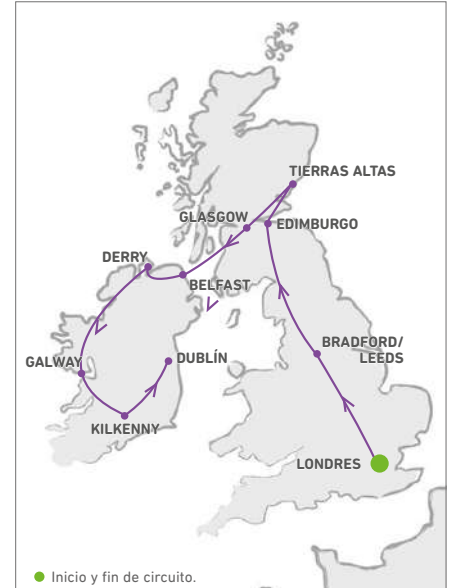 TIERRAS ALTAS
GLASGOW
EDIMBURGO
DERRY
BELFAST
BRADFORD/
LEEDS
DUBLÍN
GALWAY
KILKENNY
LONDRES
Inicio y fin de circuito.